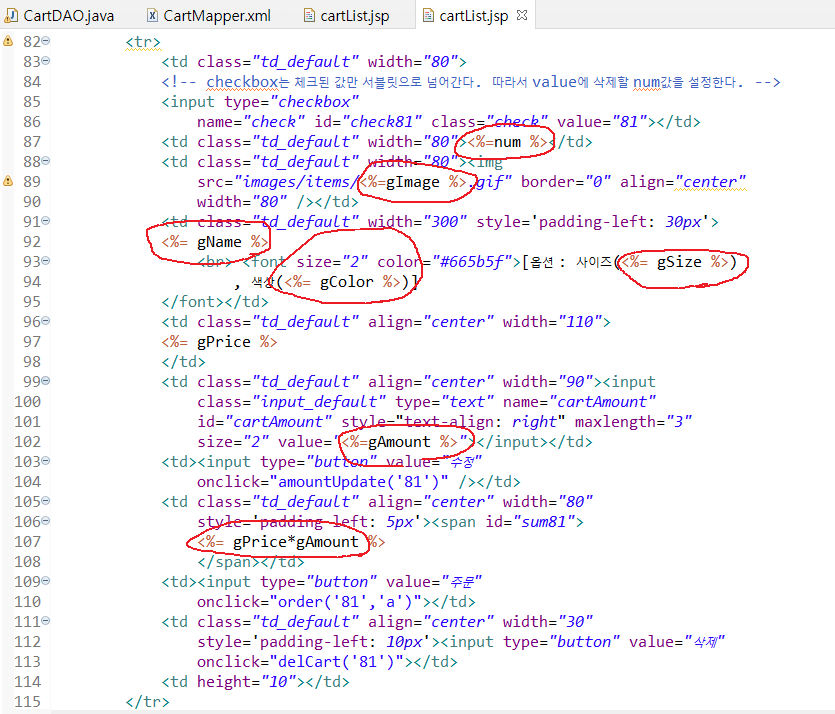 CartDAO.java CartMapper.xml cartList.jsp cartList.jsp
82 <tr>
83 <td class="td_default" width="80">
84 <!-- checkbox는 체크된 값만 서블릿으로 넘어간다. 따라서 value에 삭제할 num값을 설정한다. -->
85 <input type="checkbox"
86 name="check" id="check81" class="check" value="81"></td>
87 <td class="td_default" width="80"><%=num %></td>
88 <td class="td_default" width="80"><img
89 src="images/items/<%=gImage %>.gif" border="0" align="center"
90 width="80" /></td>
91 <td class="td_default" width="300" style='padding-left: 30px'>
92 <%= gName %>
93 <br> <font size="2" color="#665b5f">[옵션 : 사이즈(<%= gSize %>)
94 , 색상(<%= gColor %>)]
95 </font></td>
96 <td class="td_default" align="center" width="110">
97 <%= gPrice %>
98 </td>
99 <td class="td_default" align="center" width="90"><input
100 class="input_default" type="text" name="cartAmount"
101 id="cartAmount" style="text-align: right" maxlength="3"
102 size="2" value="<%=gAmount %>"></input></td>
103 <td><input type="button" value="수정"
104 onclick="amountUpdate('81')" /></td>
105 <td class="td_default" align="center" width="80"
106 style='padding-left: 5px'><span id="sum81">
107 <%= gPrice*gAmount %>
108 </span></td>
109 <td><input type="button" value="주문"
110 onclick="order('81','a')"></td>
111 <td class="td_default" align="center" width="30"
112 style='padding-left: 10px'><input type="button" value="삭제"
113 onclick="delCart('81')"></td>
114 <td height="10"></td>
115 </tr>